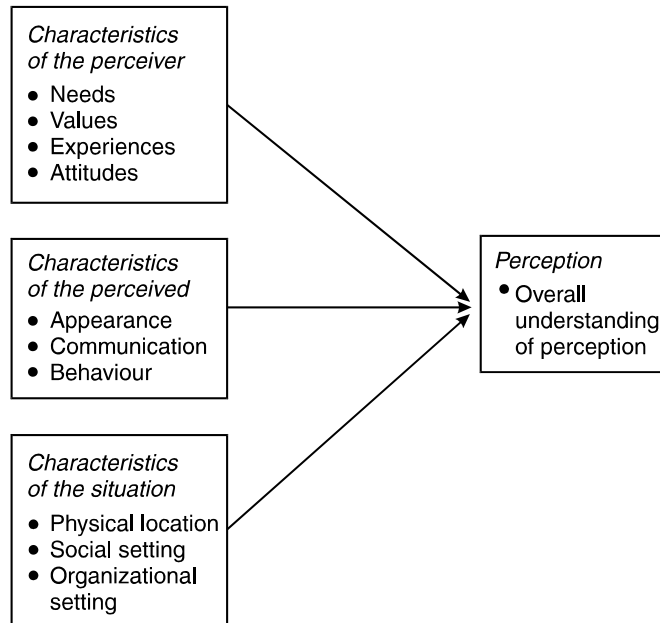 Characteristics
of the perceiver
● Needs
● Values
● Experiences
● Attitudes
Characteristics
of the perceived
● Appearance
● Communication
● Behaviour
Characteristics
of the situation
● Physical location
● Social setting
● Organizational
setting
Perception
● Overall
understanding
of perception